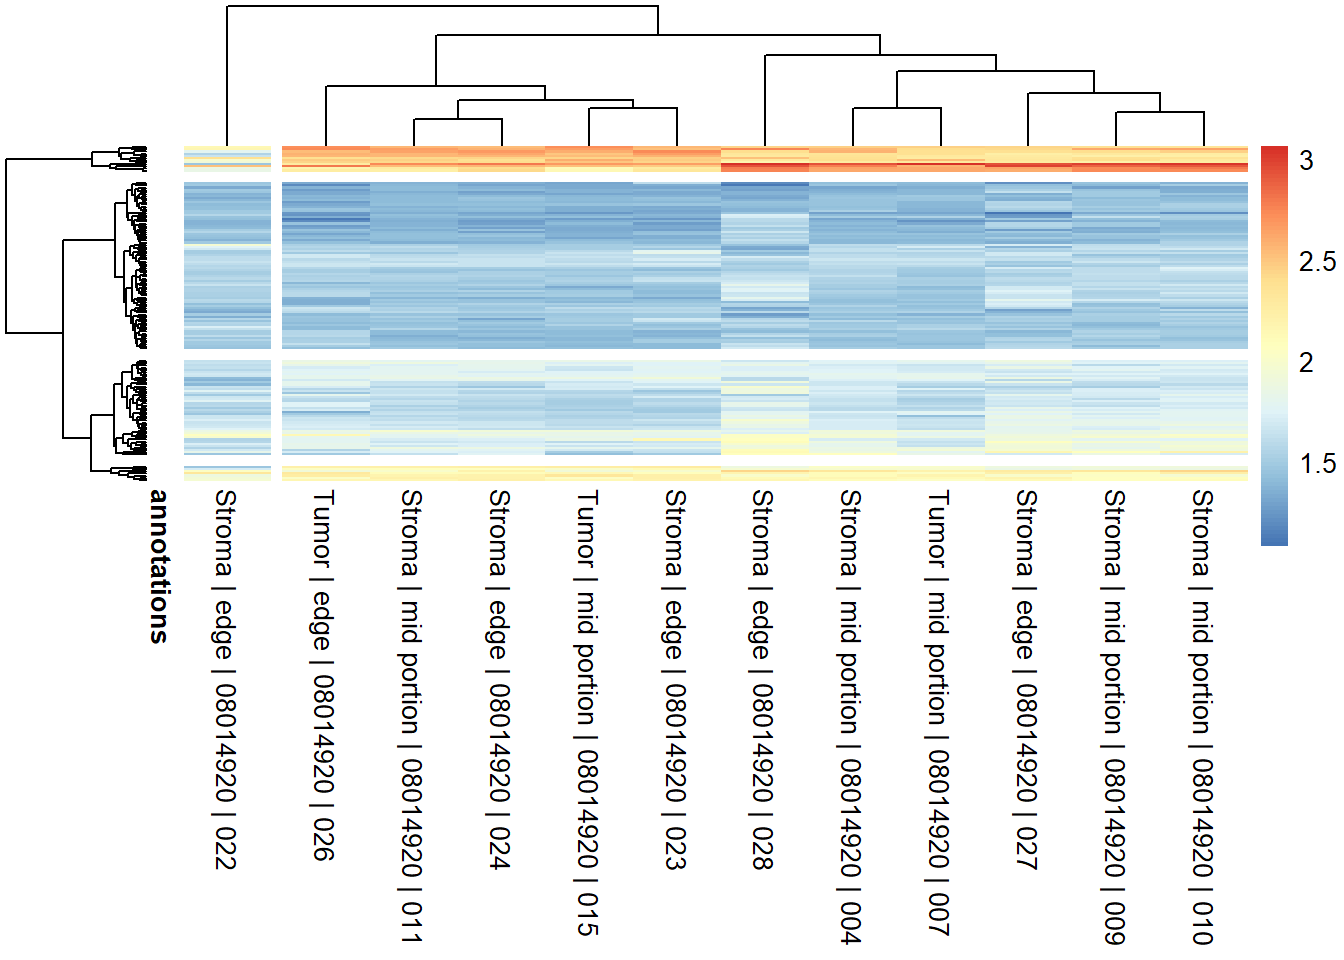 3
2.5
2
1.5
annotations
Stroma | edge | 08014920 | 022
Tumor | edge | 08014920 | 026
Stroma | mid portion | 08014920 | 011
Stroma | edge | 08014920 | 024
Tumor | mid portion | 08014920 | 015
Stroma | edge | 08014920 | 023
Stroma | edge | 08014920 | 028
Stroma | mid portion | 08014920 | 004
Tumor | mid portion | 08014920 | 007
Stroma | edge | 08014920 | 027
Stroma | mid portion | 08014920 | 009
Stroma | mid portion | 08014920 | 010